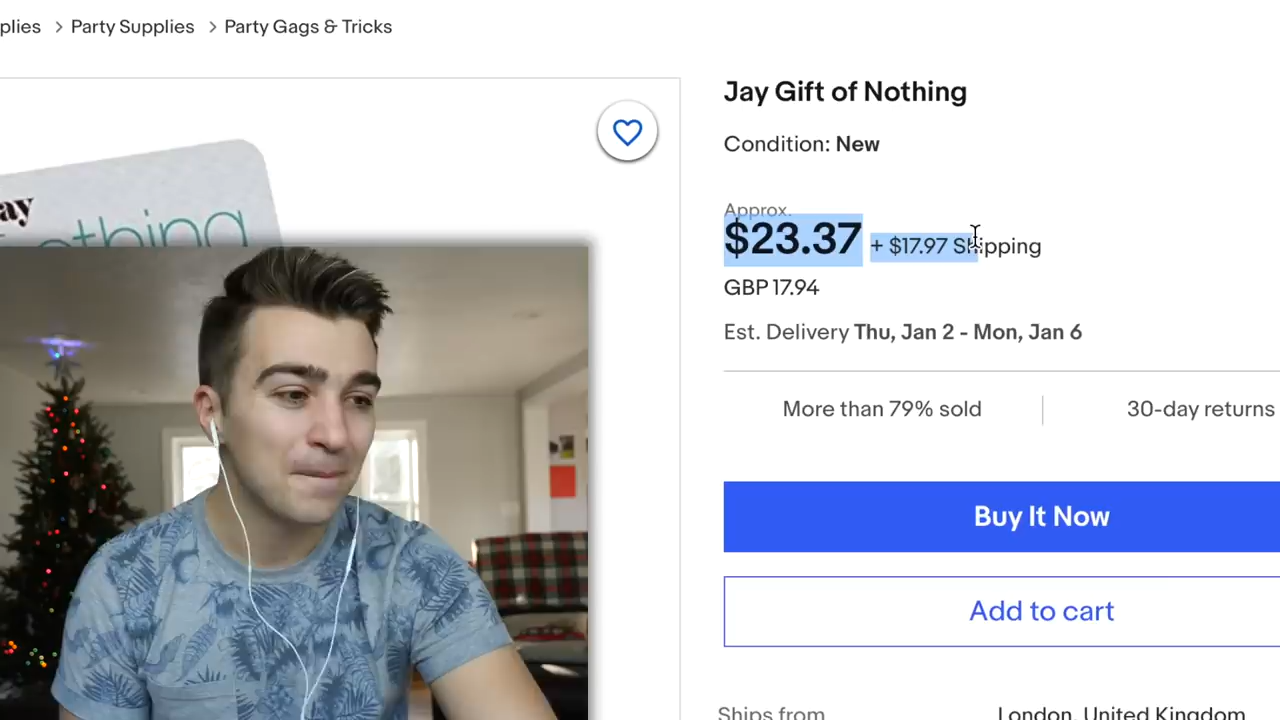 plies > Party Supplies > Party Gags & Tricks
Jay Gift of Nothing
Condition: New
ay
othing
Approx.
$23.37 + $17.97 Shipping
GBP 17.94
Est. Delivery Thu, Jan 2 - Mon, Jan 6
More than 79% sold
30-day returns
Buy It Now
Add to cart
Ships from
London, United Kingdom